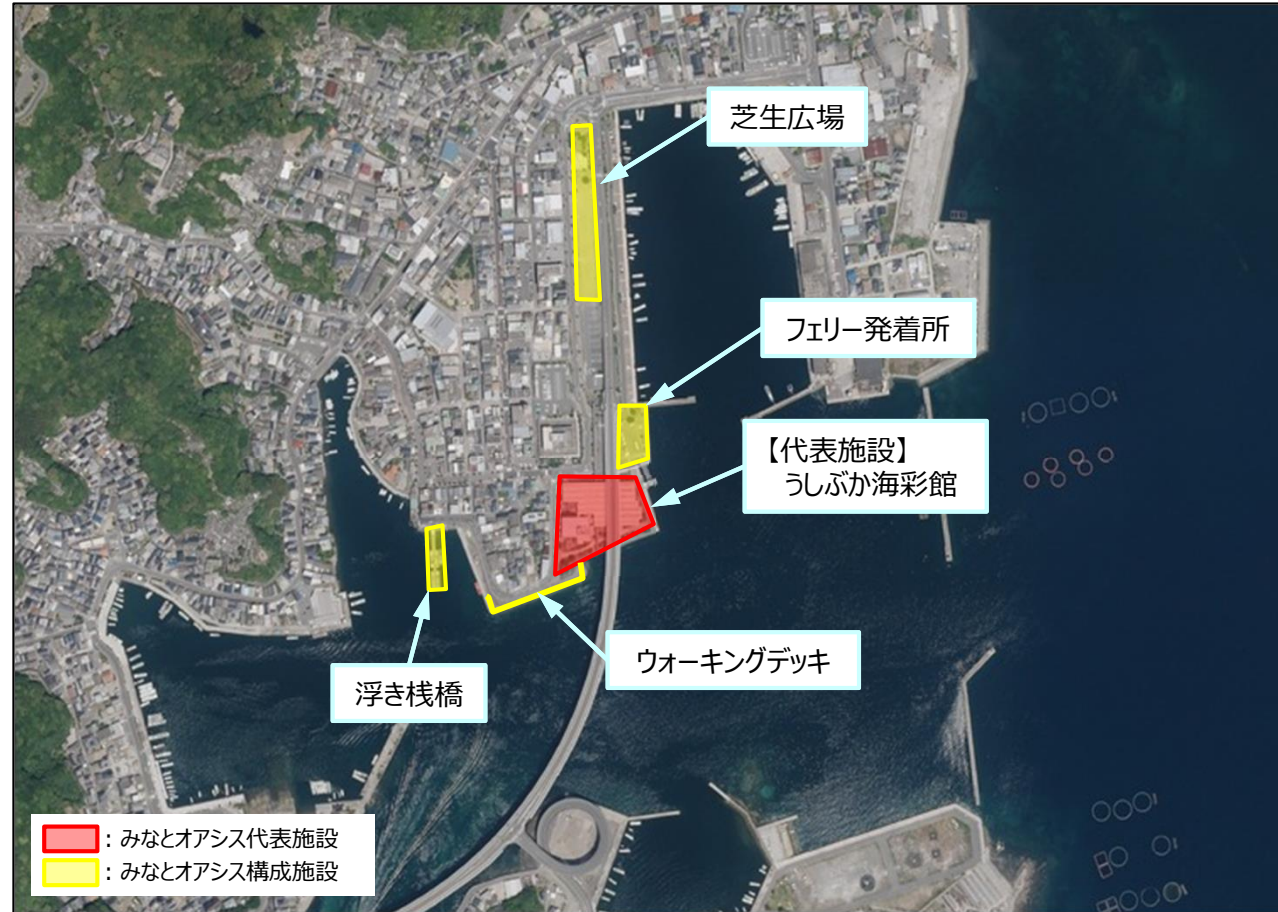 芝生広場
フェリー発着所
【代表施設】
うしぶか海彩館
ウォーキングデッキ
浮き桟橋
：みなとオアシス代表施設
：みなとオアシス構成施設